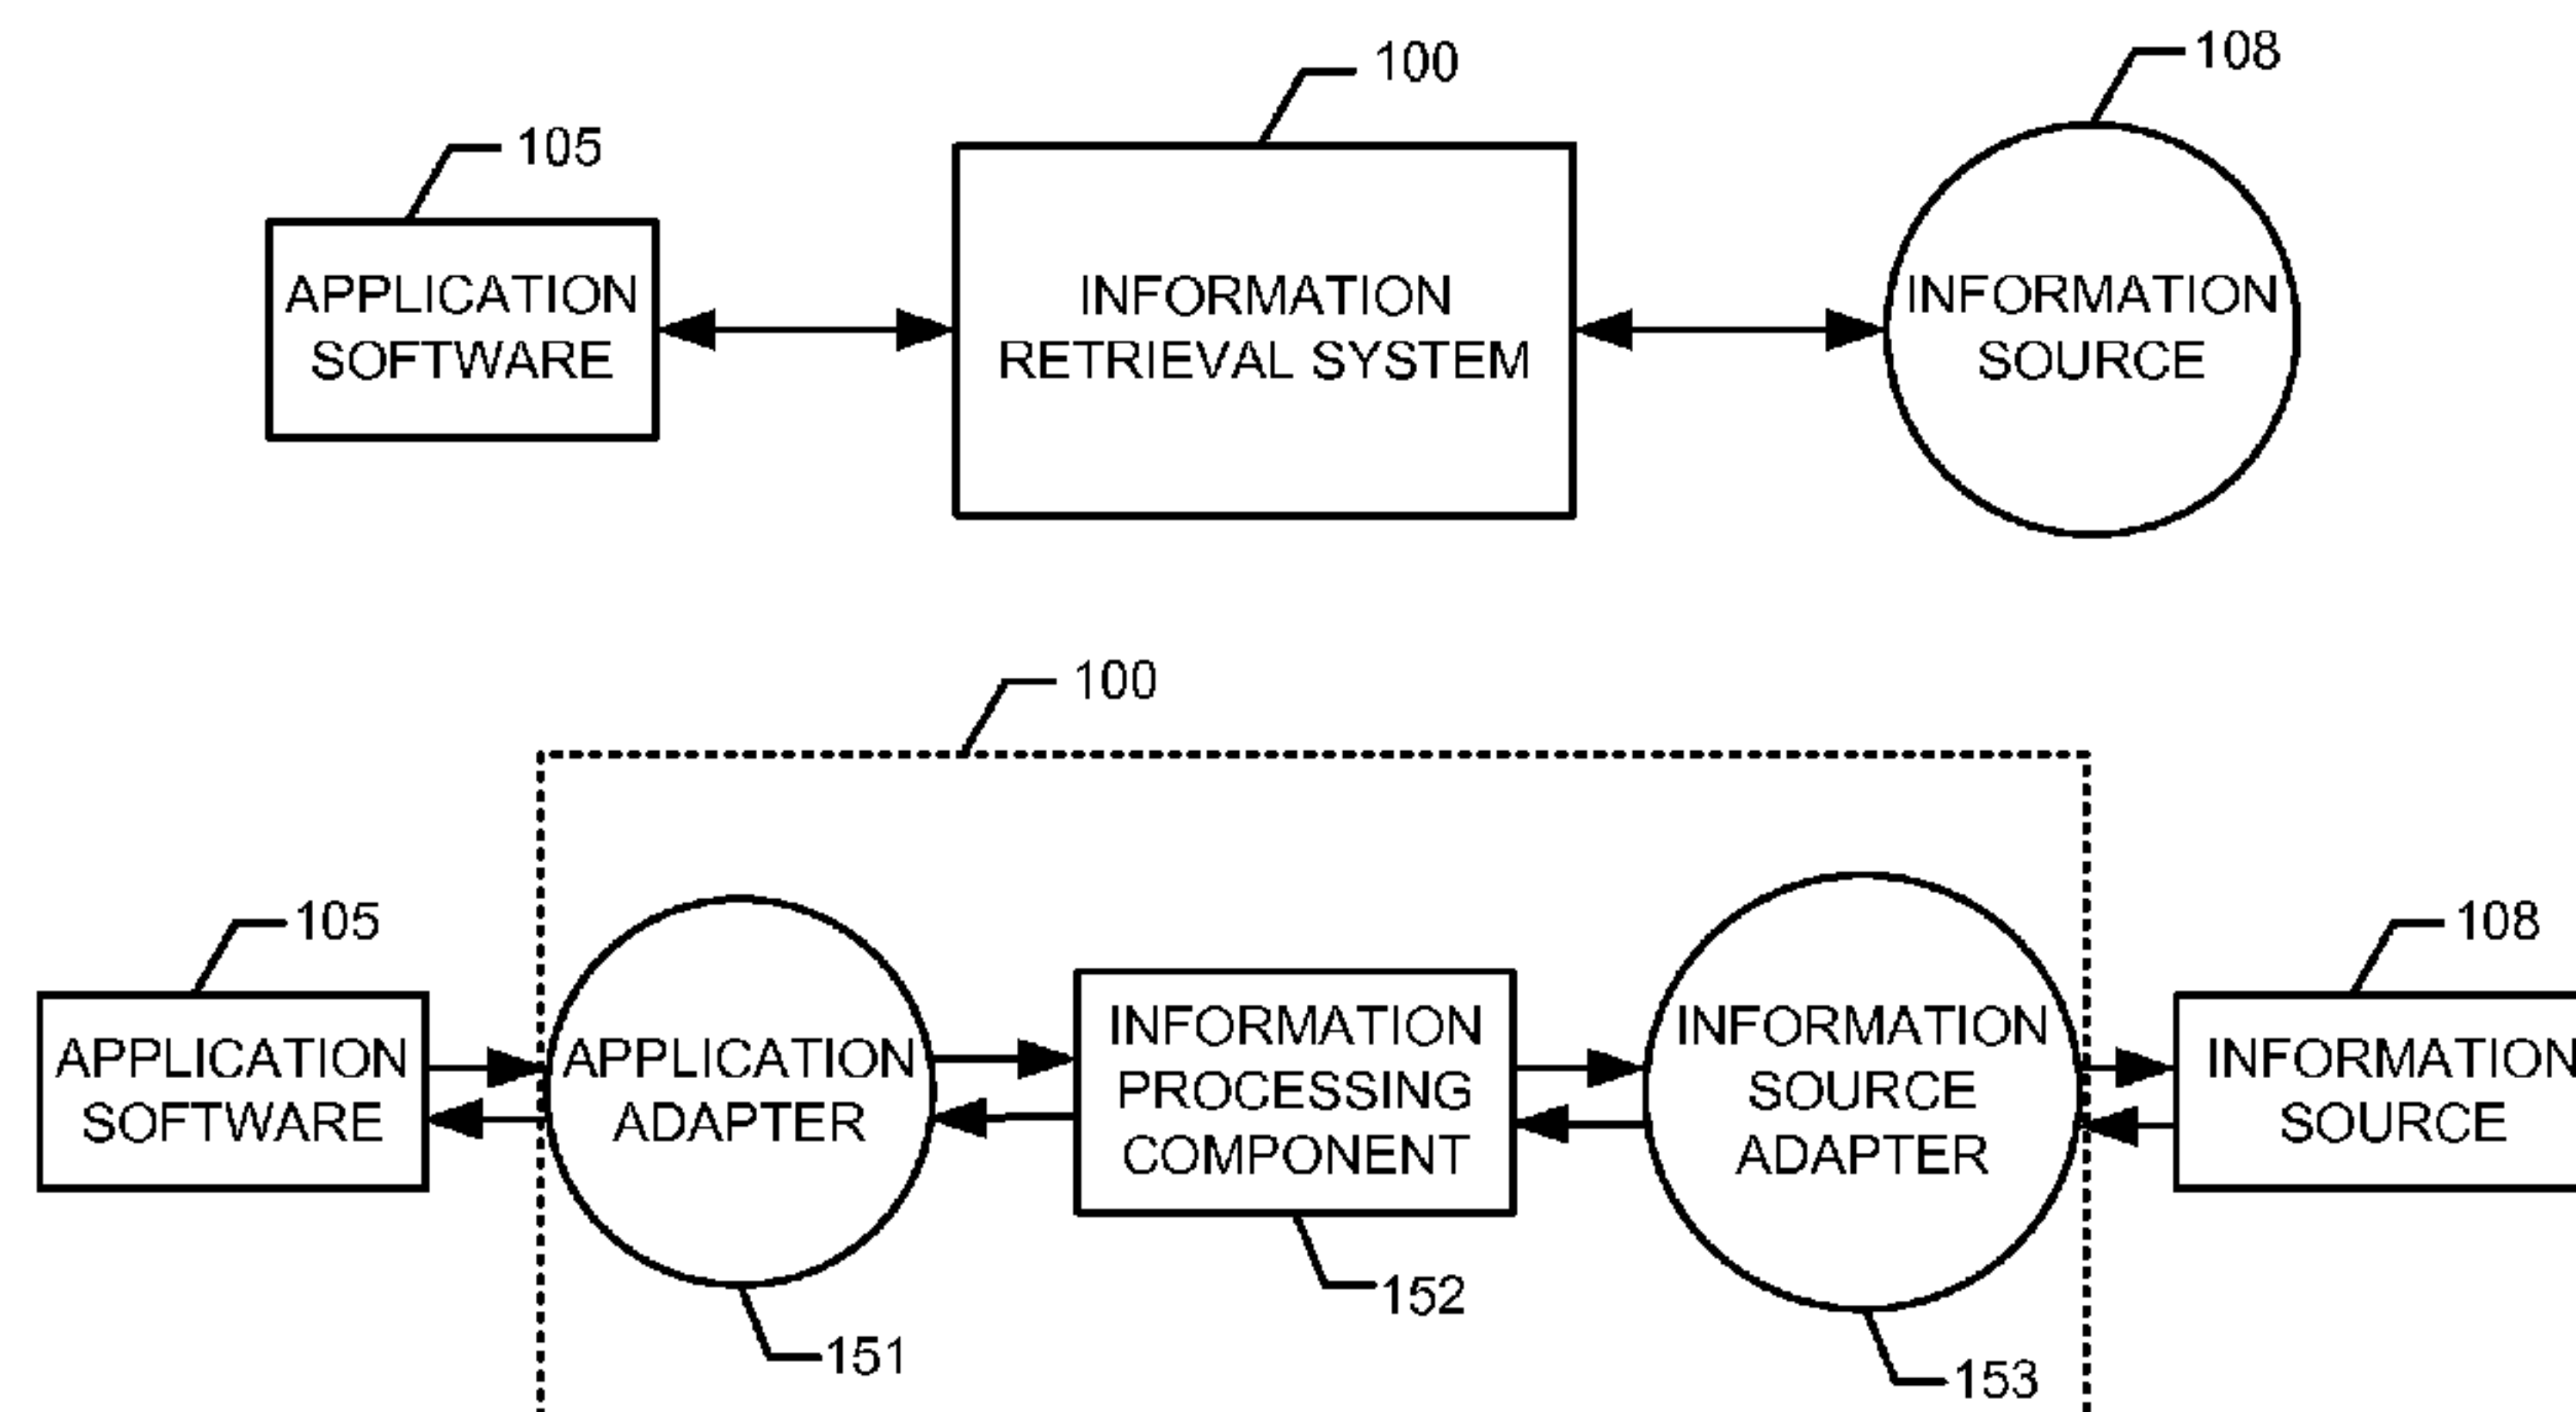 100
108
105
APPLICATION
SOFTWARE
INFORMATION
RETRIEVAL SYSTEM
INFORMATION
SOURCE
100
105
108
APPLICATION
SOFTWARE
APPLICATION
ADAPTER
INFORMATION
PROCESSING
COMPONENT
INFORMATION
SOURCE
ADAPTER
INFORMATION
SOURCE
152
151
153